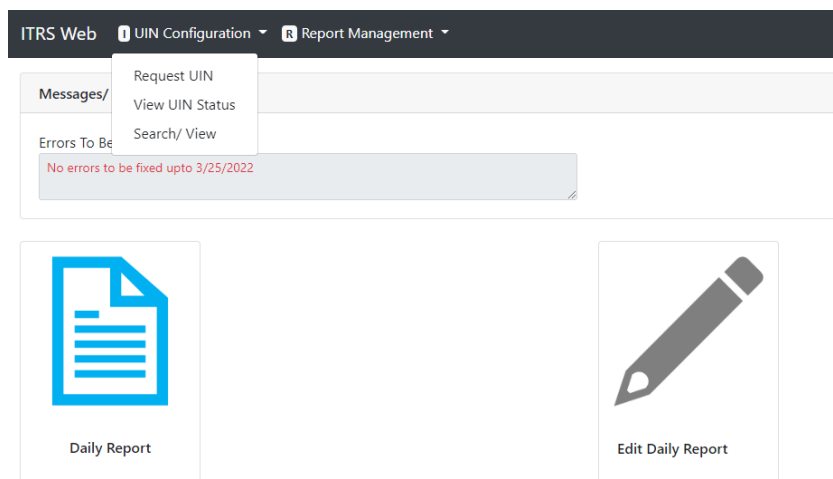 ITRS Web I UIN Configuration R Report Management
Request UIN
View UIN Status
Search/ View
Messages/
Errors To Be
No errors to be fixed upto 3/25/2022
Daily Report
Edit Daily Report